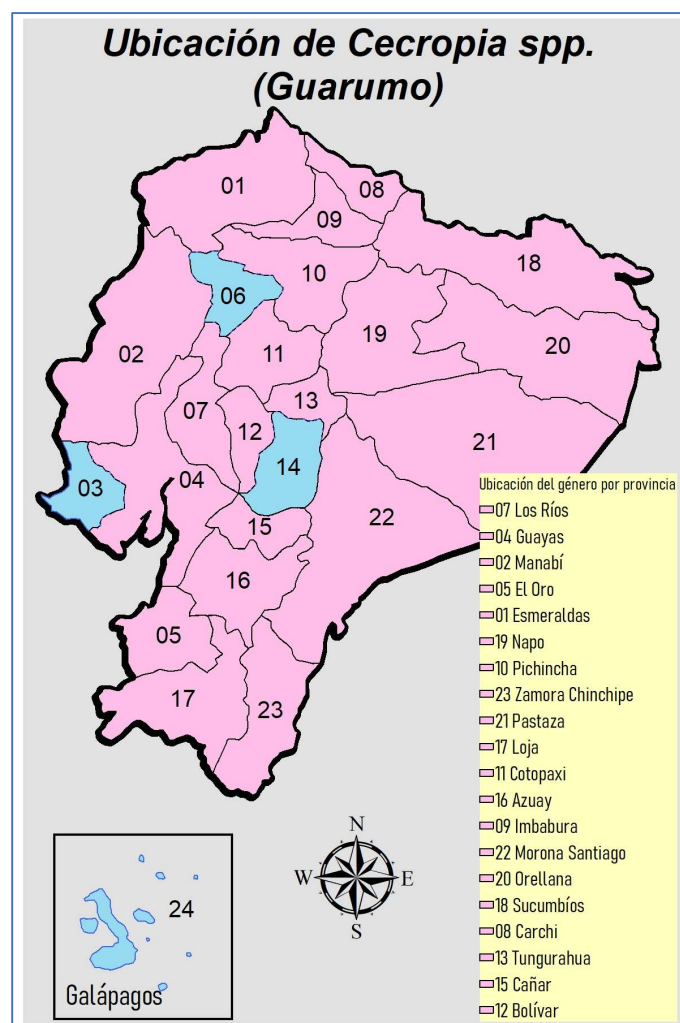 Ubicación de Cecropia spp.
(Guarumo)
01
08
09
18
10
06
19
20
02
11
13
07
12
21
14
03
04
22
15
16
05
17
23
Ubicación del género por provincia
07 Los Ríos
04 Guayas
02 Manabí
05 El Oro
01 Esmeraldas
19 Napo
10 Pichincha
23 Zamora Chinchipe
21 Pastaza
17 Loja
11 Cotopaxi
16 Azuay
09 Imbabura
22 Morona Santiago
20 Orellana
18 Sucumbíos
08 Carchi
13 Tungurahua
15 Cañar
12 Bolívar
N
W
E
S
24
Galápagos